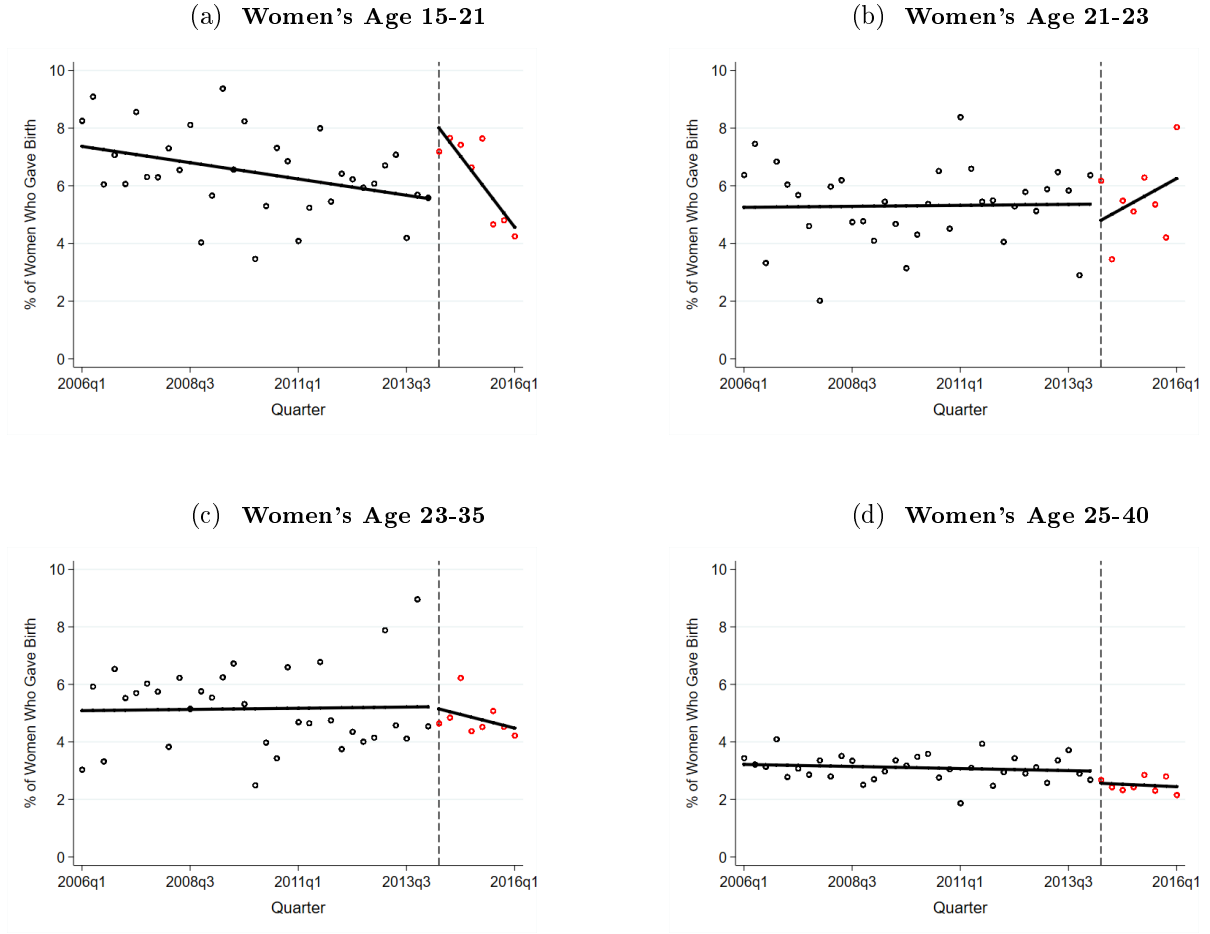 (a) Women's Age 15-21
% of Women Who Gave Birth
10
8
6
4
2
0
2006q1 2008q3 2011q1 2013q3 2016q1
Quarter
(b) Women's Age 21-23
% of Women Who Gave Birth
10
8
6
4
2
0
2006q1 2008q3 2011q1 2013q3 2016q1
Quarter
(c) Women's Age 23-35
% of Women Who Gave Birth
10
8
6
4
2
0
2006q1 2008q3 2011q1 2013q3 2016q1
Quarter
(d) Women's Age 25-40
% of Women Who Gave Birth
10
8
6
4
2
0
2006q1 2008q3 2011q1 2013q3 2016q1
Quarter